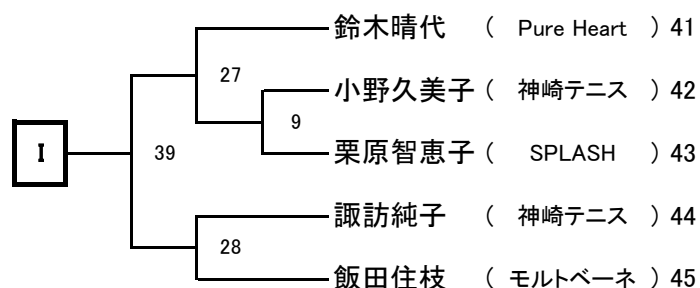 鈴木晴代 ( Pure Heart ) 41
27
小野久美子 ( 神崎テニス ) 42
9
I 39
栗原智恵子 ( SPLASH ) 43
諏訪純子 ( 神崎テニス ) 44
28
飯田住枝 ( モルトベーネ ) 45